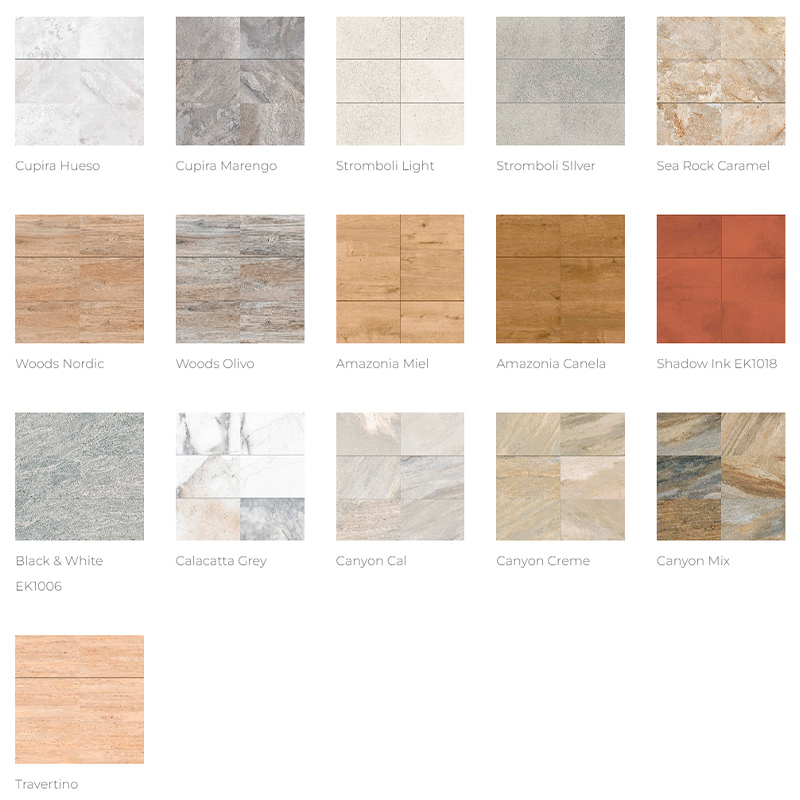 Cupira Hueso
Cupira Marengo
Stromboli Light
Stromboli SIlver
Sea Rock Caramel
Woods Nordic
Woods Olivo
Amazonia Miel
Amazonia Canela
Shadow Ink EK1018
Black & White
EK1006
Calacatta Grey
Canyon Cal
Canyon Creme
Canyon Mix
Travertino